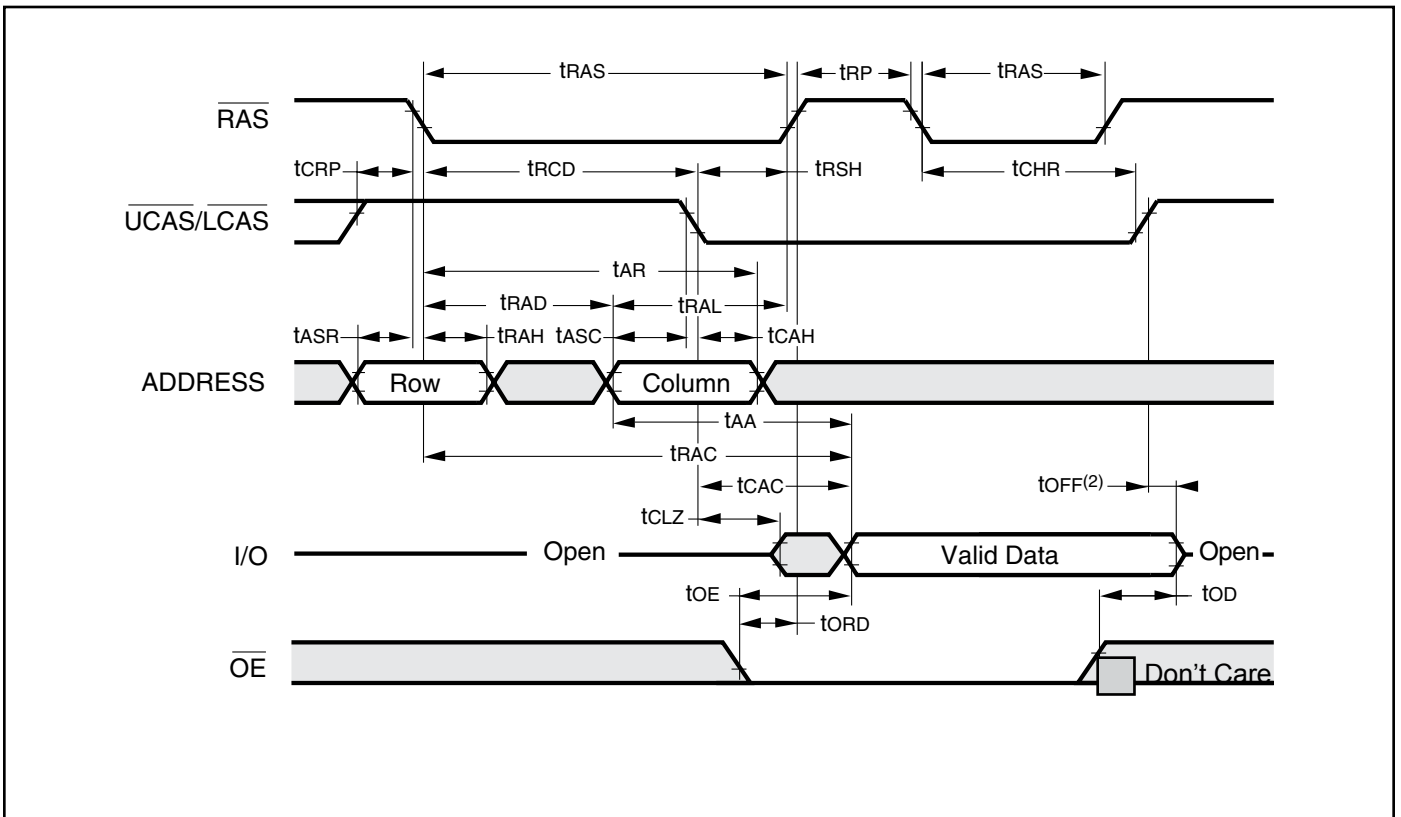 tRAS tRP tRAS
RAS
tCRP tRCD tRSH tCHR
UCAS/LCAS
tAR
tRAD tRAL
tASR tRAH tASC tCAH
ADDRESS Row Column
tAA
tRAC
tCAC tOFF(2)
tCLZ
I/O Open Valid Data Open
tOE tOD
tORD
OE
Don't Care